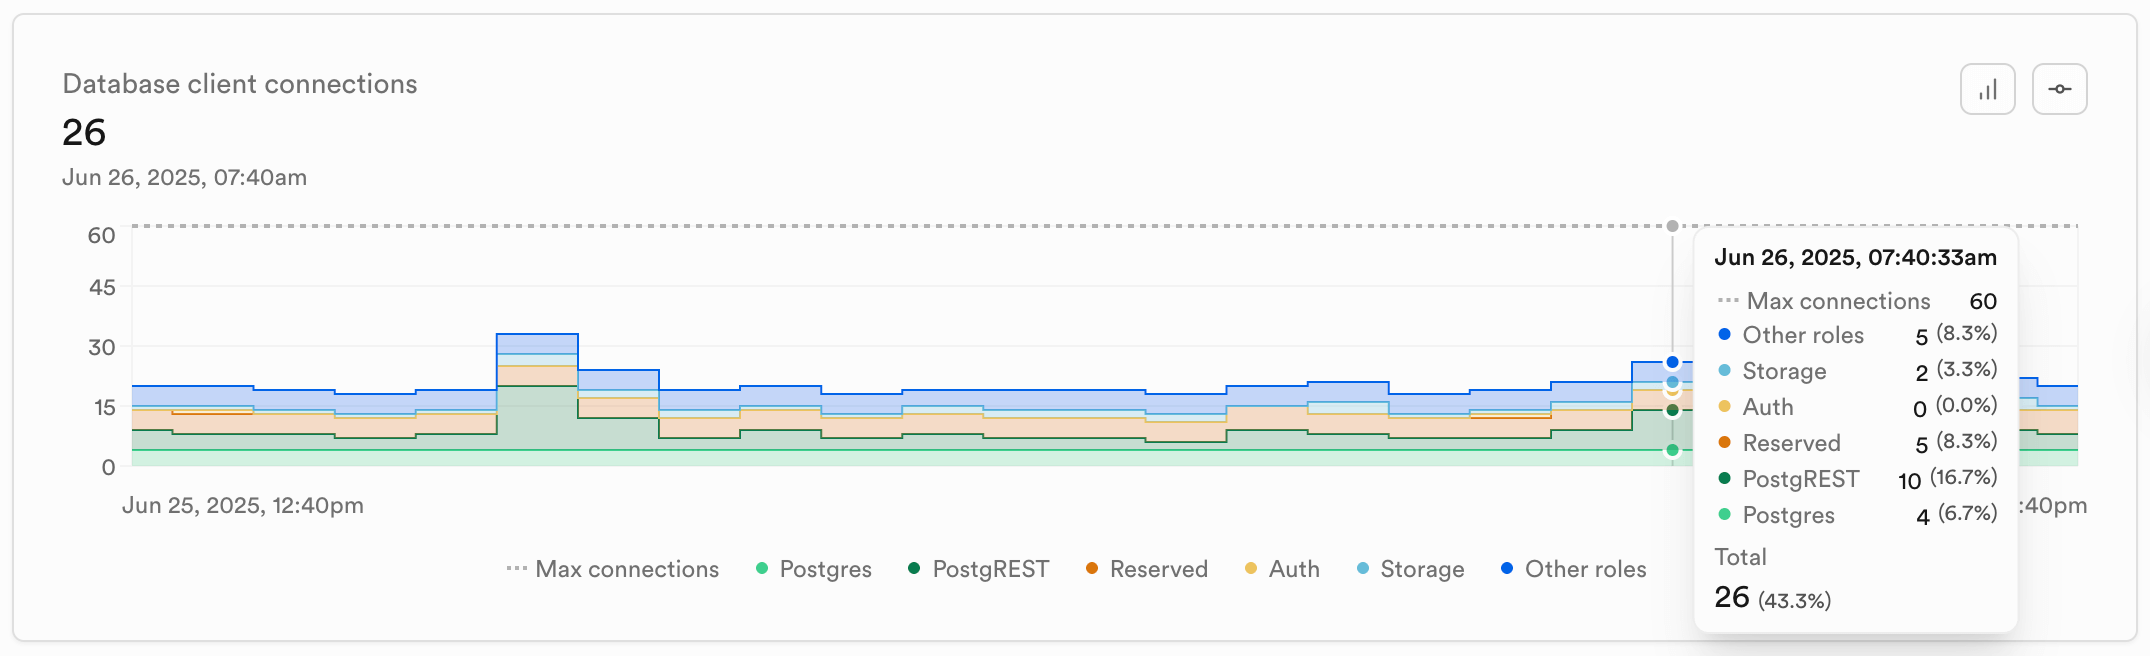 Database client connections
26
Jun 26, 2025, 07:40am
60
45
30
15
0
Jun 25, 2025, 12:40pm
:40pm
Jun 26, 2025, 07:40:33am
Max connections 60
Other roles 5 (8.3%)
Storage 2 (3.3%)
Auth 0 (0.0%)
Reserved 5 (8.3%)
PostgREST 10 (16.7%)
Postgres 4 (6.7%)
Total
26 (43.3%)
Max connections Postgres PostgREST Reserved Auth Storage Other roles